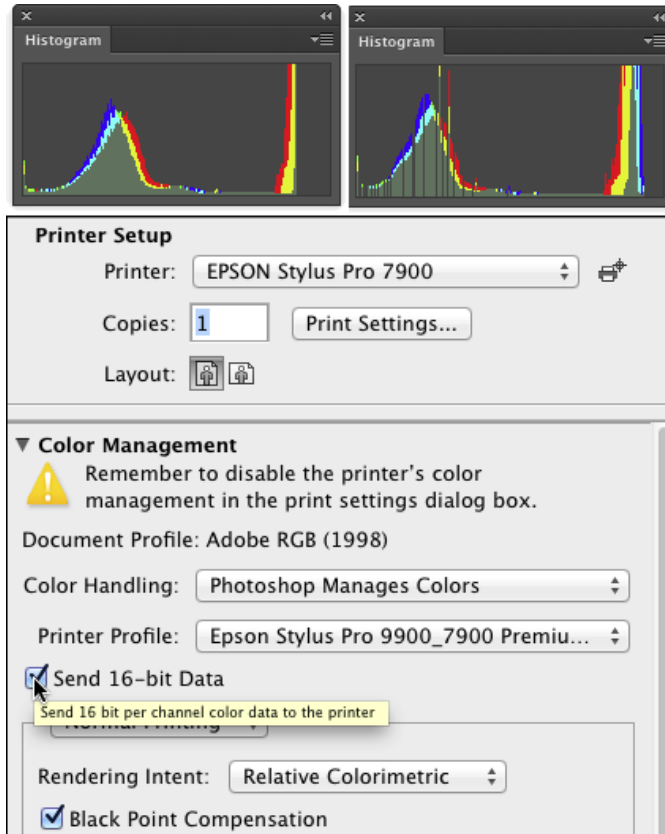 Histogram
Histogram
Printer Setup
Printer: EPSON Stylus Pro 7900
Copies: 1 Print Settings...
Layout:
Color Management
Remember to disable the printer's color
management in the print settings dialog box.
Document Profile: Adobe RGB (1998)
Color Handling: Photoshop Manages Colors
Printer Profile: Epson Stylus Pro 9900_7900 Premiu...
Send 16-bit Data
Send 16 bit per channel color data to the printer
Normal Printing
Rendering Intent: Relative Colorimetric
Black Point Compensation